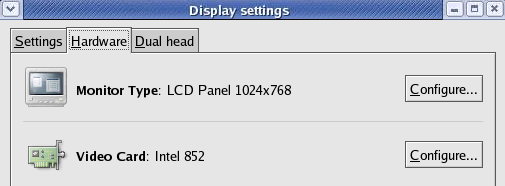 Display settings
Settings Hardware Dual head
Monitor Type: LCD Panel 1024x768 Configure...
Video Card: Intel 852 Configure...